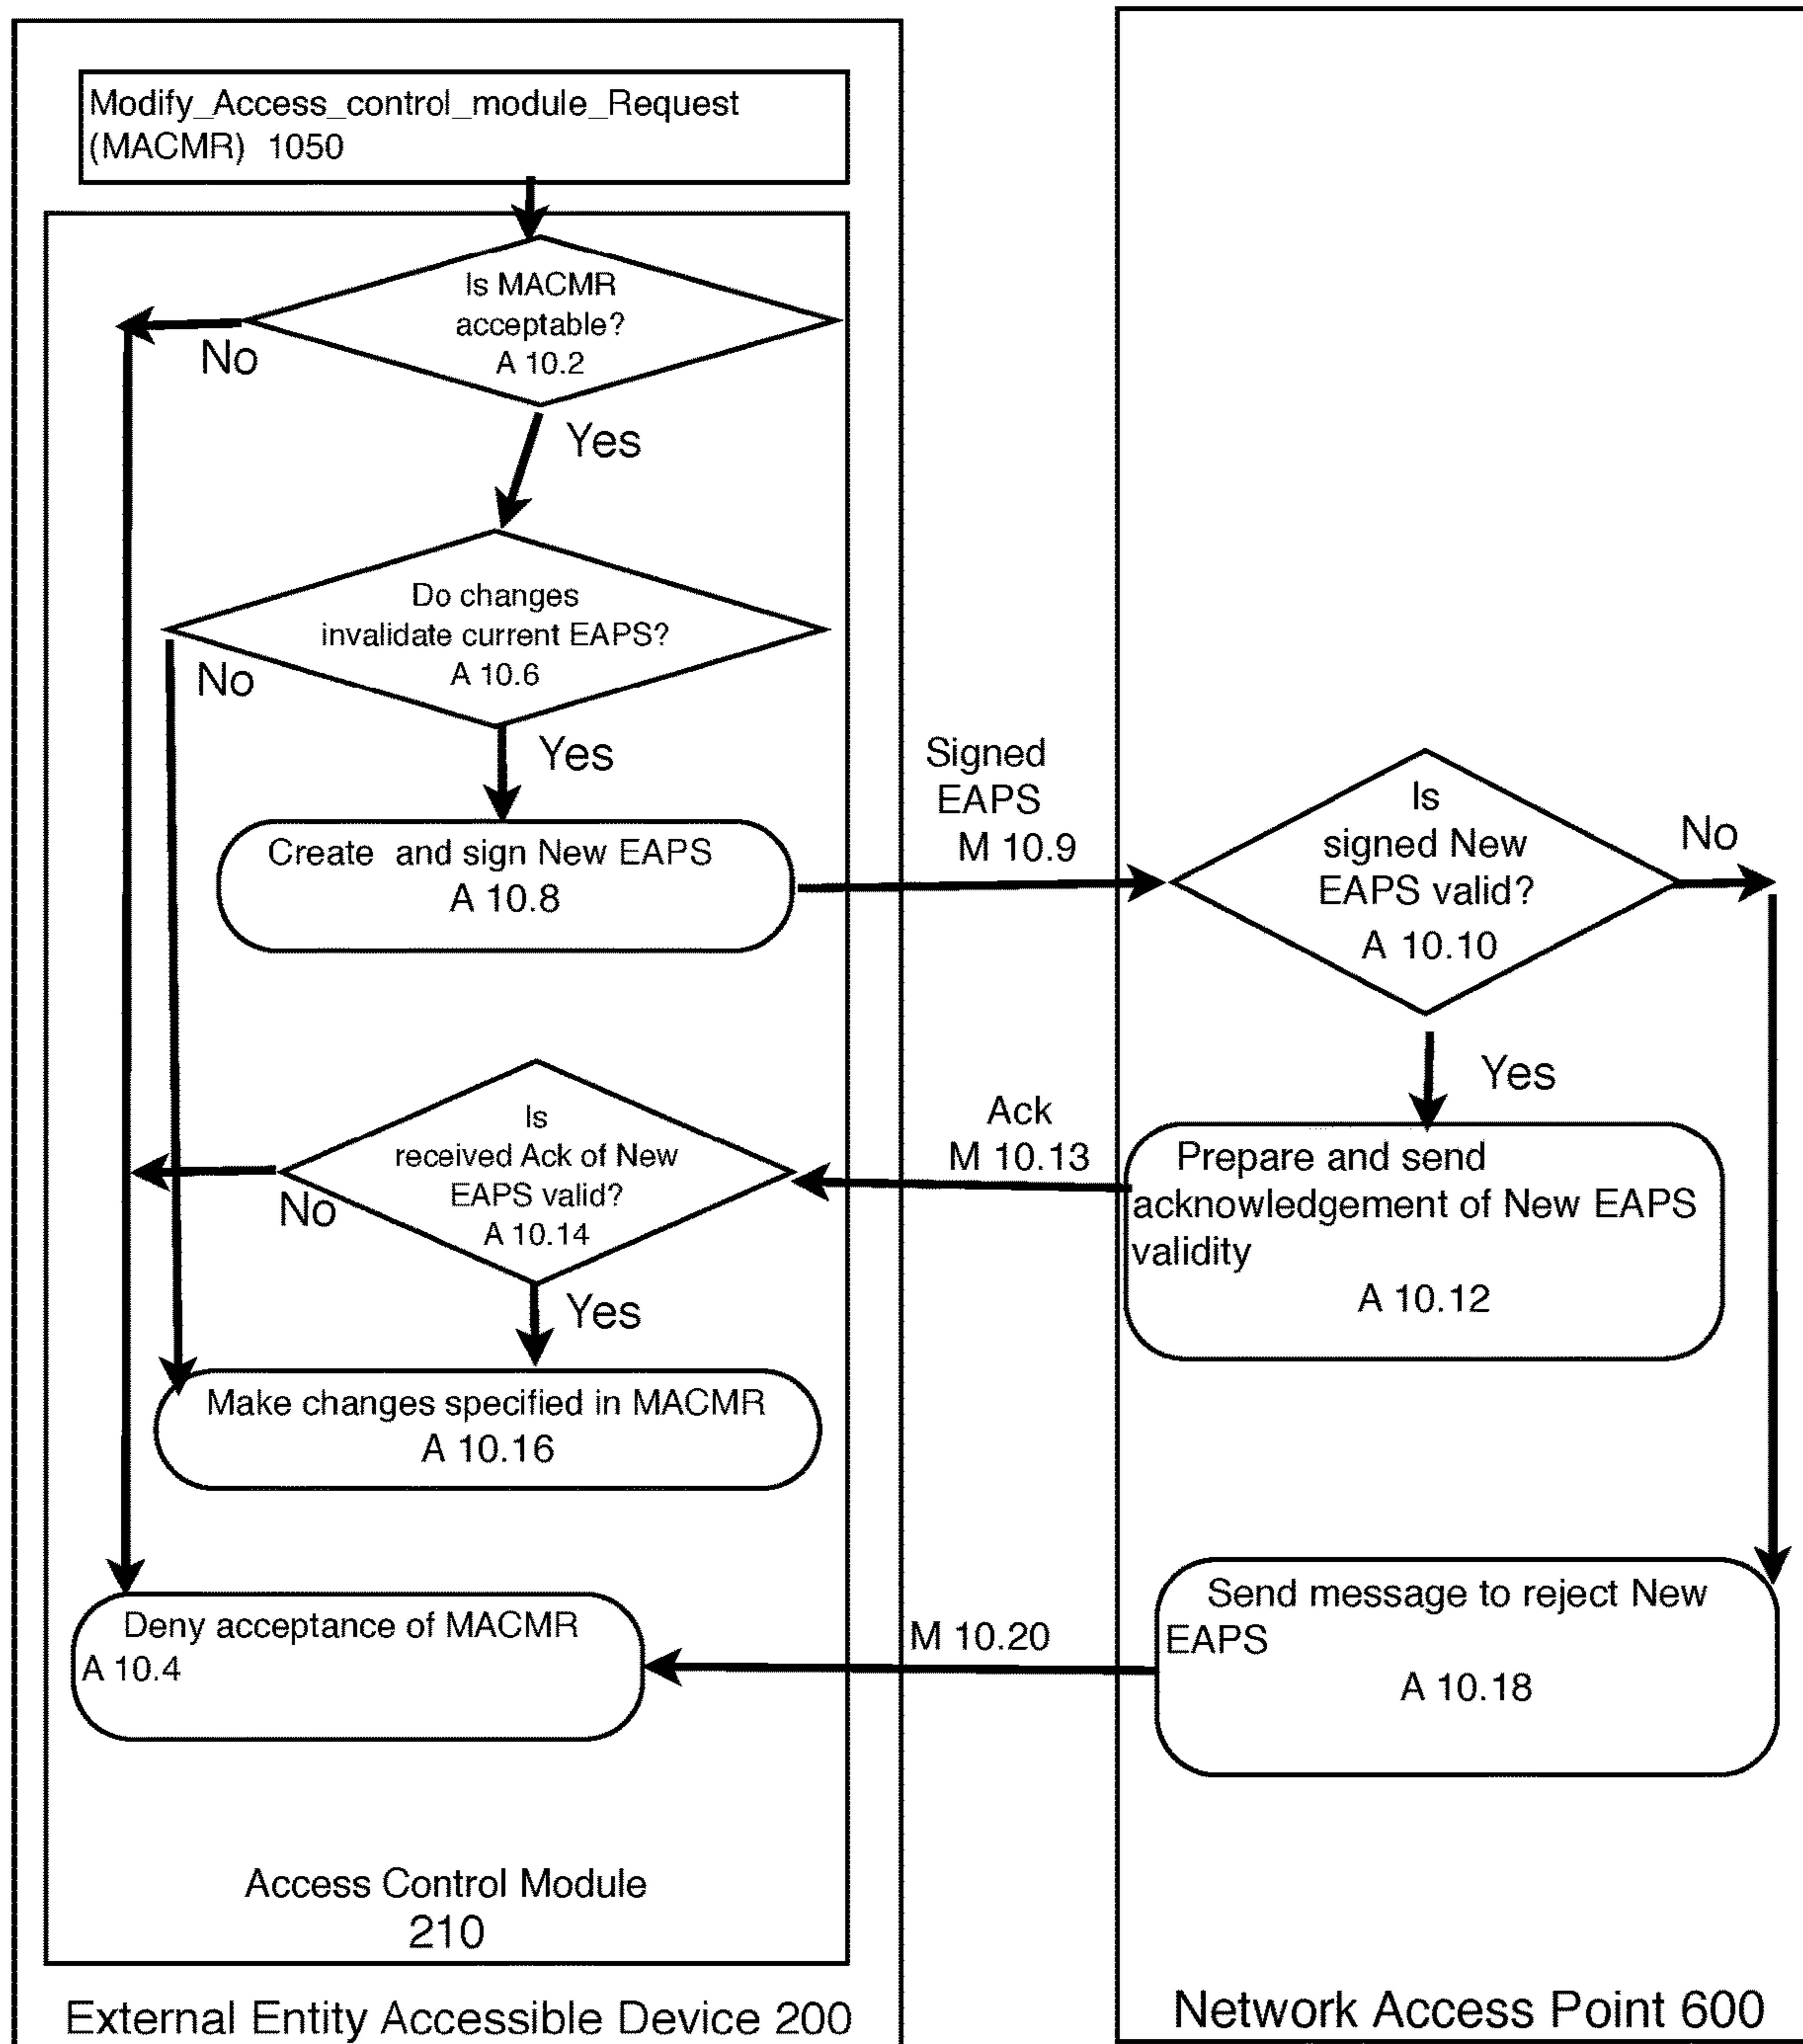 Modify_Access_control_module_Request
(MACMR) 1050
Is MACMR
acceptable?
A 10.2
No
Yes
Do changes
invalidate current EAPS?
A 10.6
No
Yes
Create and sign New EAPS
A 10.8
Signed
EAPS
M 10.9
Is
signed New
EAPS valid?
A 10.10
No
Yes
Prepare and send
acknowledgement of New EAPS
validity
A 10.12
Ack
M 10.13
Is
received Ack of New
EAPS valid?
A 10.14
No
Yes
Make changes specified in MACMR
A 10.16
Deny acceptance of MACMR
A 10.4
M 10.20
Send message to reject New
EAPS
A 10.18
Access Control Module
210
External Entity Accessible Device 200
Network Access Point 600